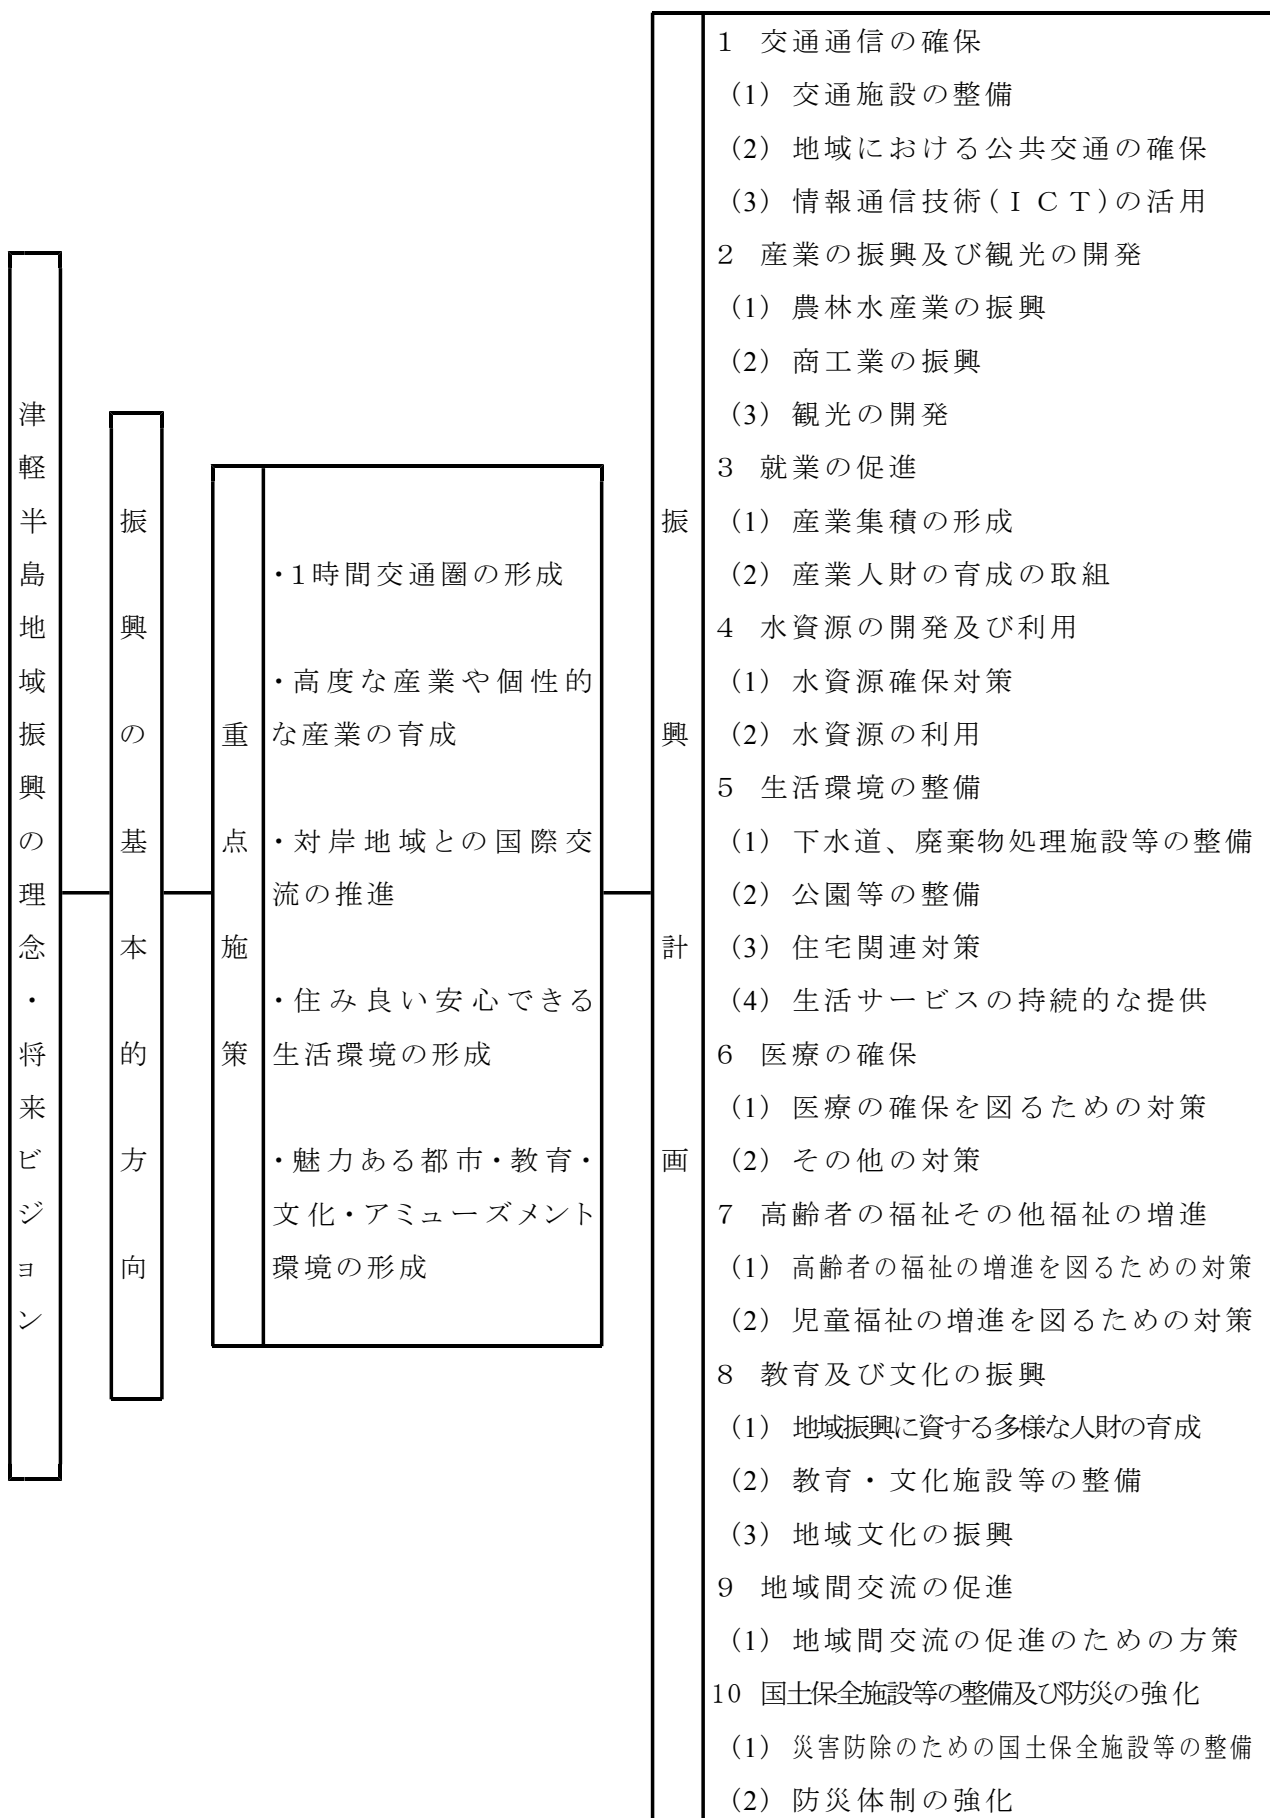 津軽半島地域振興の理念・将来ビジョン
振興の基本的方向
重点施策
・1時間交通圏の形成
・高度な産業や個性的
な産業の育成
・対岸地域との国際交
流の推進
・住み良い安心できる
生活環境の形成
・魅力ある都市・教育・
文化・アミューズメント
環境の形成
振興計画
1 交通通信の確保
(1) 交通施設の整備
(2) 地域における公共交通の確保
(3) 情報通信技術(ＩＣＴ)の活用
2 産業の振興及び観光の開発
(1) 農林水産業の振興
(2) 商工業の振興
(3) 観光の開発
3 就業の促進
(1) 産業集積の形成
(2) 産業人財の育成の取組
4 水資源の開発及び利用
(1) 水資源確保対策
(2) 水資源の利用
5 生活環境の整備
(1) 下水道、廃棄物処理施設等の整備
(2) 公園等の整備
(3) 住宅関連対策
(4) 生活サービスの持続的な提供
6 医療の確保
(1) 医療の確保を図るための対策
(2) その他の対策
7 高齢者の福祉その他福祉の増進
(1) 高齢者の福祉の増進を図るための対策
(2) 児童福祉の増進を図るための対策
8 教育及び文化の振興
(1) 地域振興に資する多様な人財の育成
(2) 教育・文化施設等の整備
(3) 地域文化の振興
9 地域間交流の促進
(1) 地域間交流の促進のための方策
10 国土保全施設等の整備及び防災の強化
(1) 災害防除のための国土保全施設等の整備
(2) 防災体制の強化